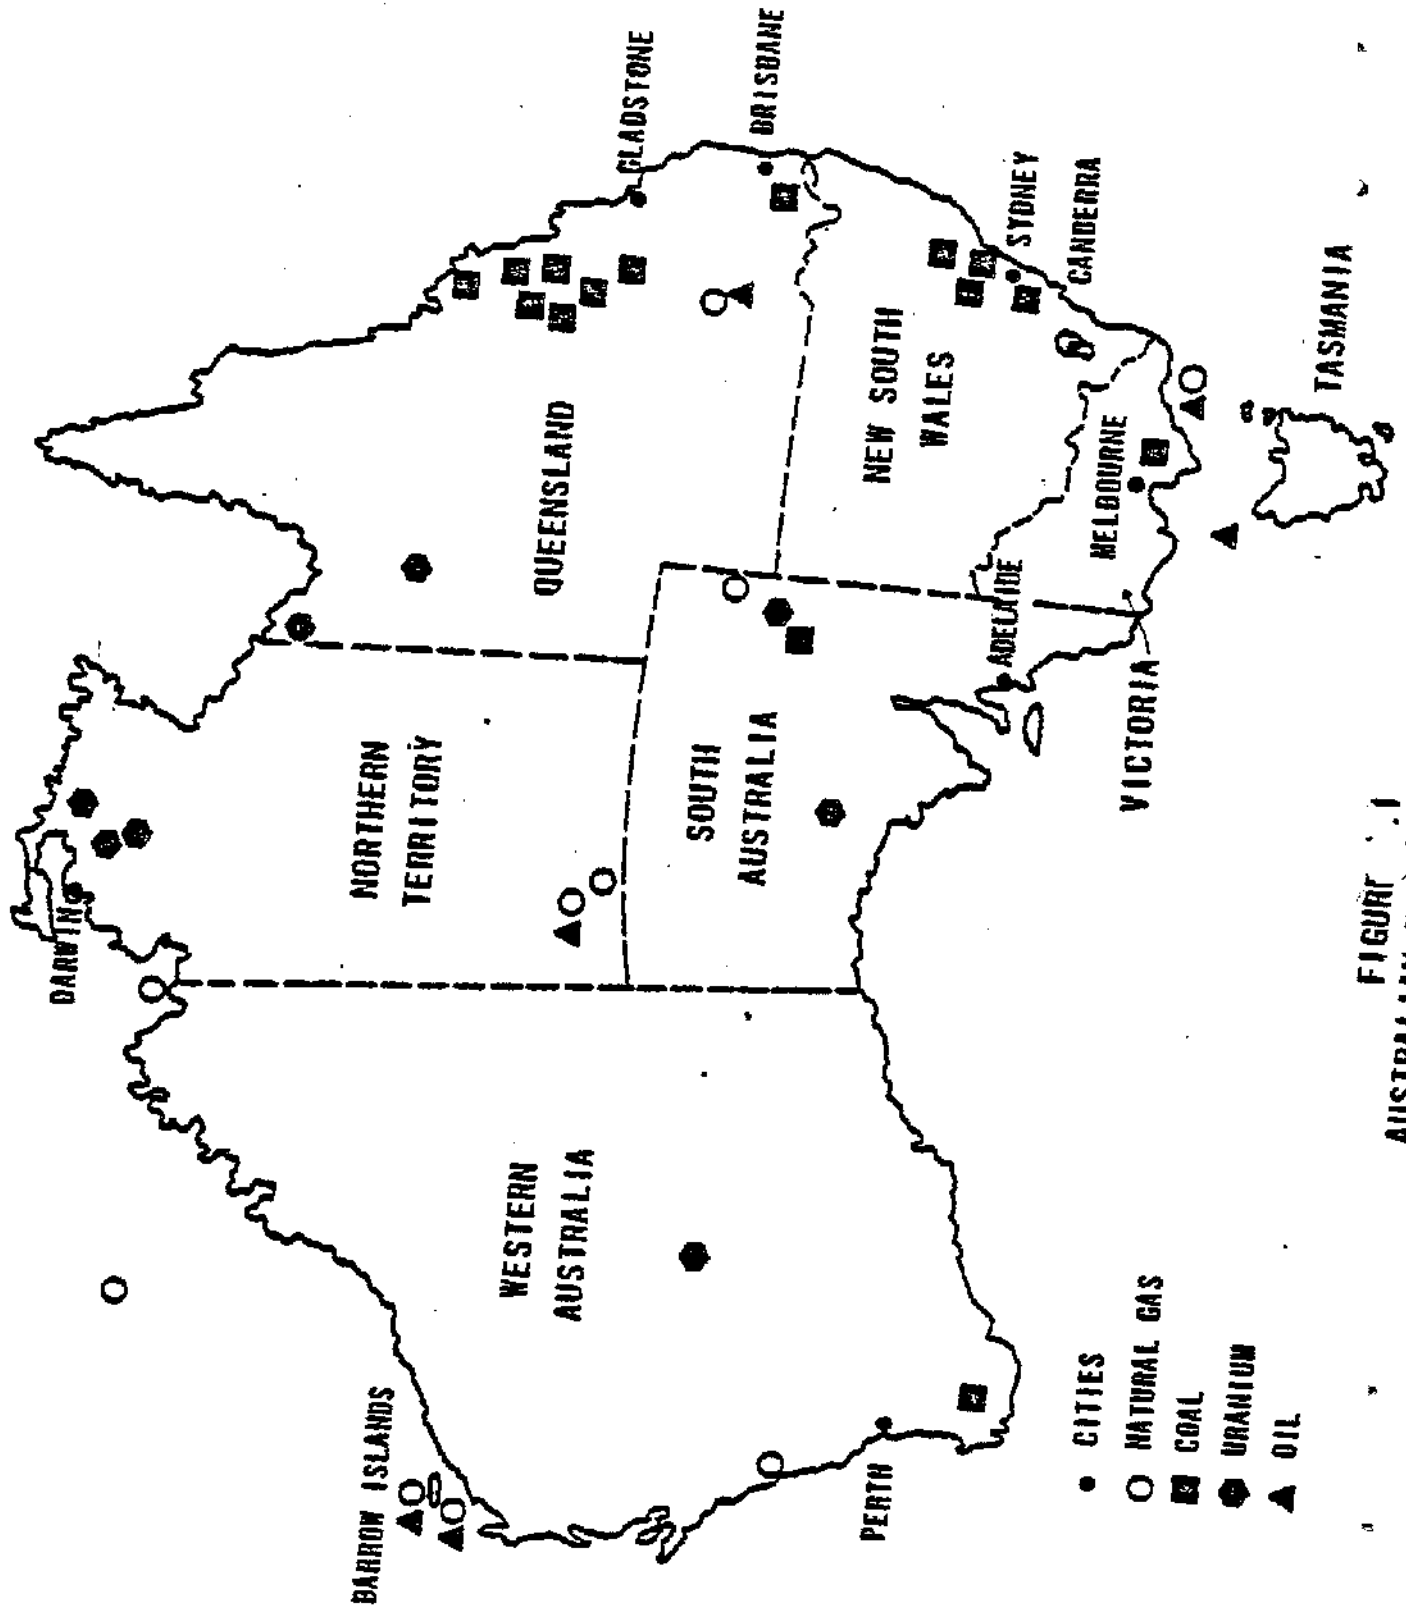 DARWIN
BARROW ISLANDS
NORTHERN
TERRITORY
QUEENSLAND
GLADSTONE
WESTERN
AUSTRALIA
SOUTH
AUSTRALIA
BRISBANE
NEW SOUTH
WALES
PERTH
ADELAIDE
SYDNEY
CANBERRA
MELBOURNE
VICTORIA
TASMANIA
CITIES
NATURAL GAS
COAL
URANIUM
OIL
FIGURE